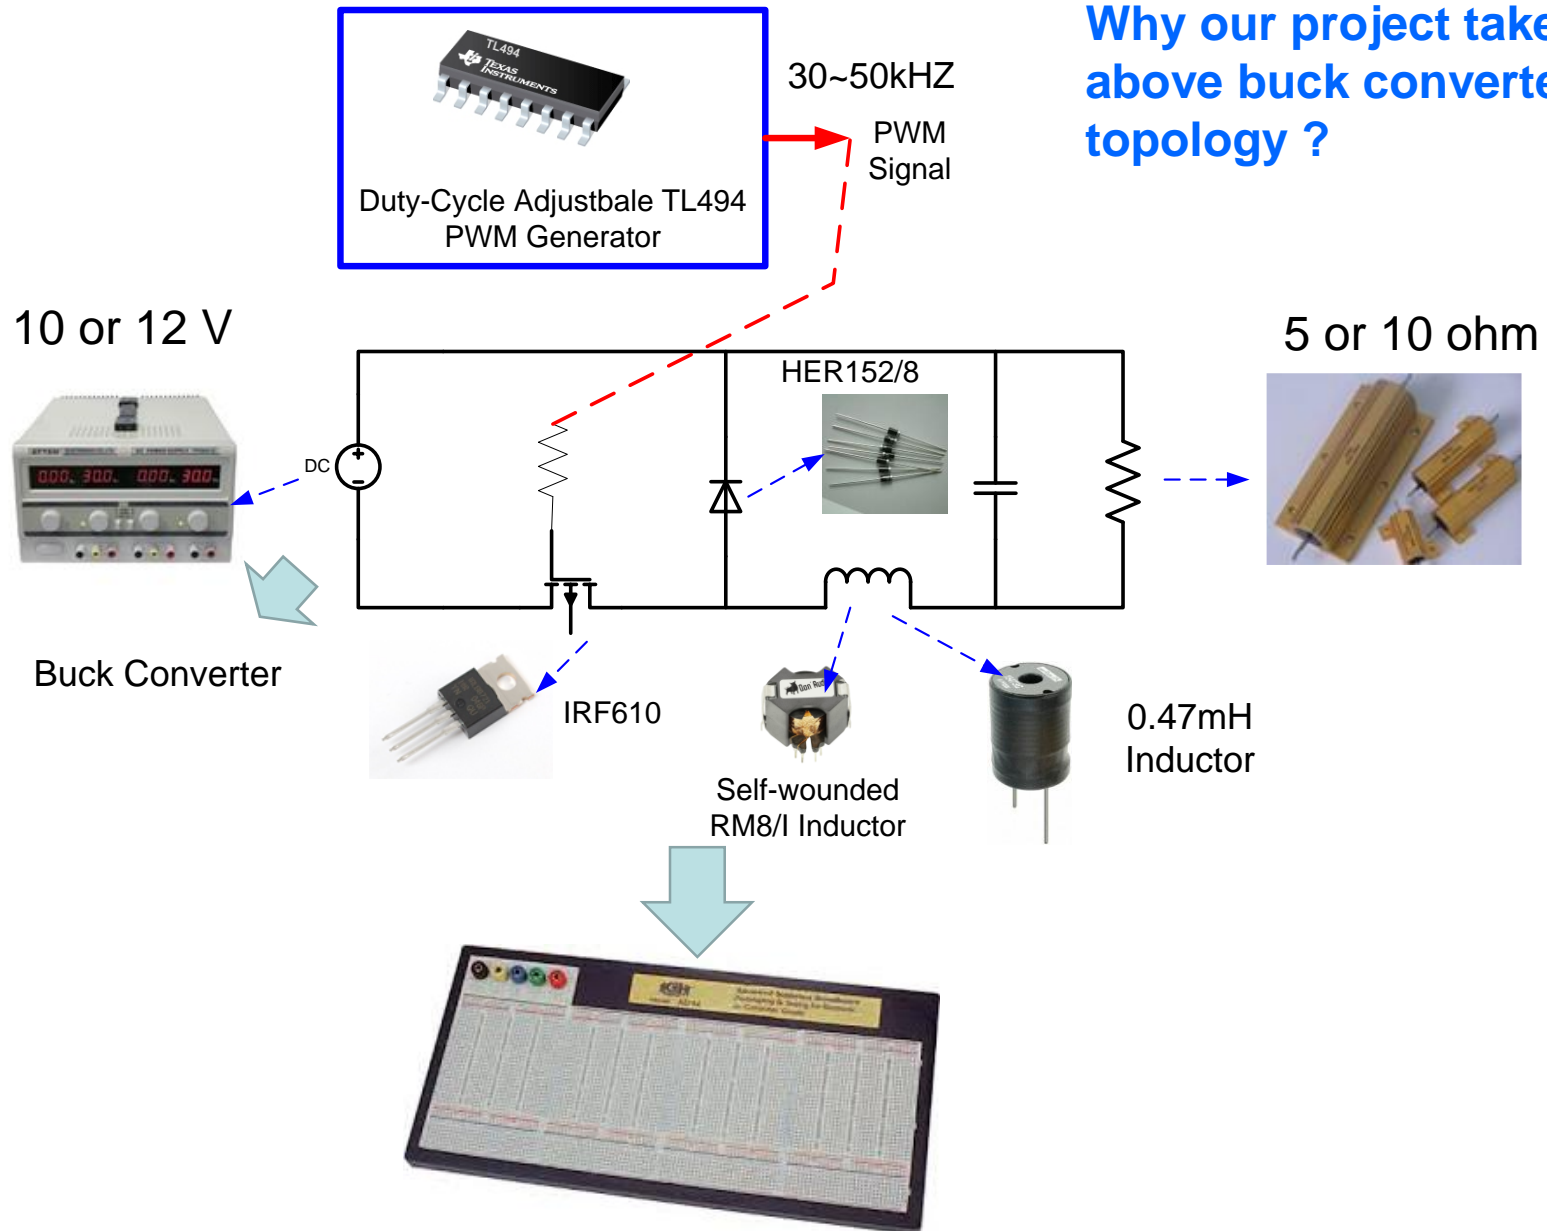 Why our project take
above buck converte
topology ?
TL494
TEXAS
INSTRUMENTS
30~50kHZ
PWM
Signal
Duty-Cycle Adjustbale TL494
PWM Generator
10 or 12 V
5 or 10 ohm
HER152/8
DC
Buck Converter
IRF610
0.47mH
Inductor
Self-wounded
RM8/I Inductor